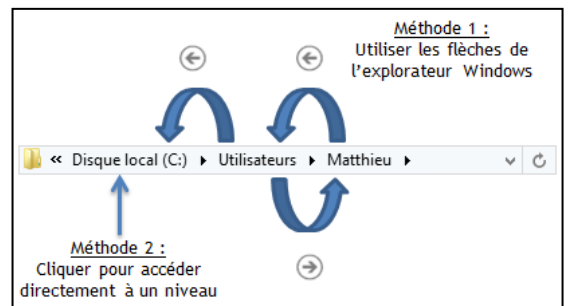 Méthode 1 :
Utiliser les flèches de
l'explorateur Windows
« Disque local (C:) ▸ Utilisateurs ▸ Matthieu ▸
Méthode 2 :
Cliquer pour accéder
directement à un niveau